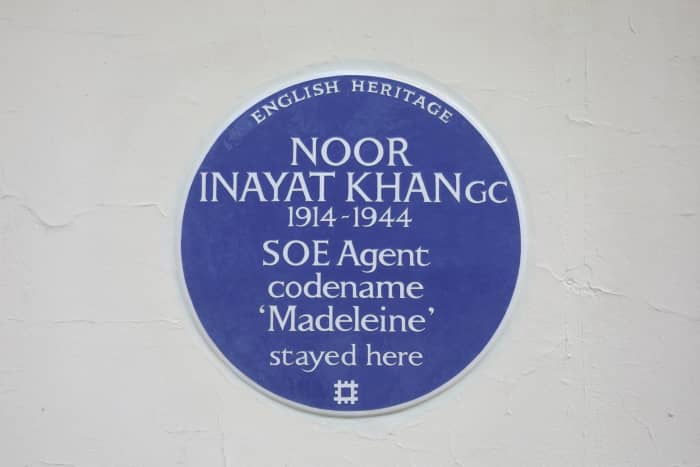 ENGLISH HERITAGE
NOOR
INAYAT KHAN GC
1914-1944
SOE Agent
codename
‘Madeleine’
stayed here